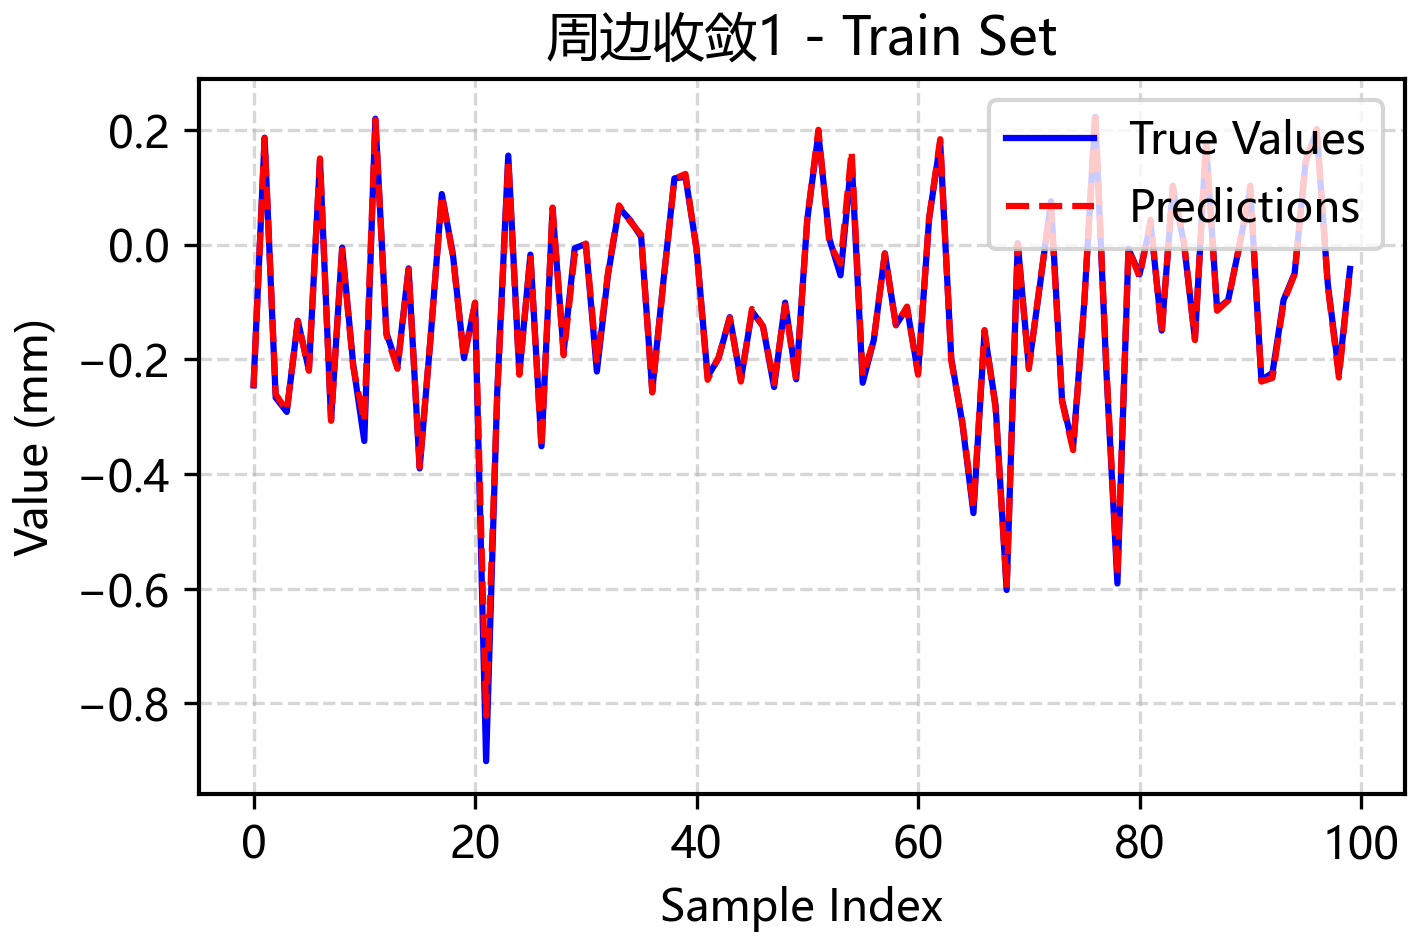 周边收敛1 - Train Set
True Values
Predictions
Value (mm)
0.2
0.0
−0.2
−0.4
−0.6
−0.8
0 20 40 60 80 100
Sample Index